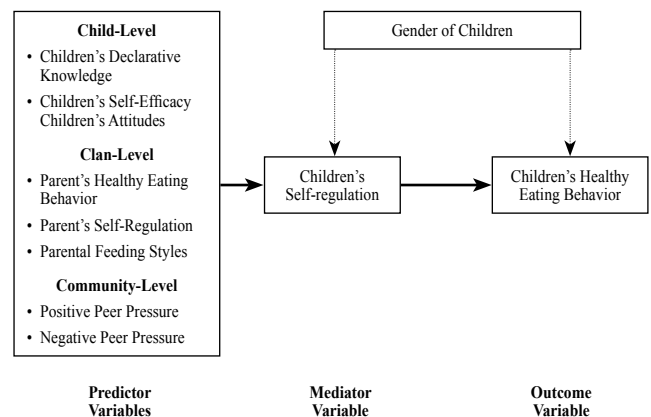 Child-Level
• Children's Declarative
Knowledge
• Children's Self-Efficacy
Children's Attitudes
Clan-Level
• Parent's Healthy Eating
Behavior
• Parent's Self-Regulation
• Parental Feeding Styles
Community-Level
• Positive Peer Pressure
• Negative Peer Pressure
Gender of Children
Children's
Self-regulation
Children's Healthy
Eating Behavior
Predictor
Variables
Mediator
Variable
Outcome
Variable